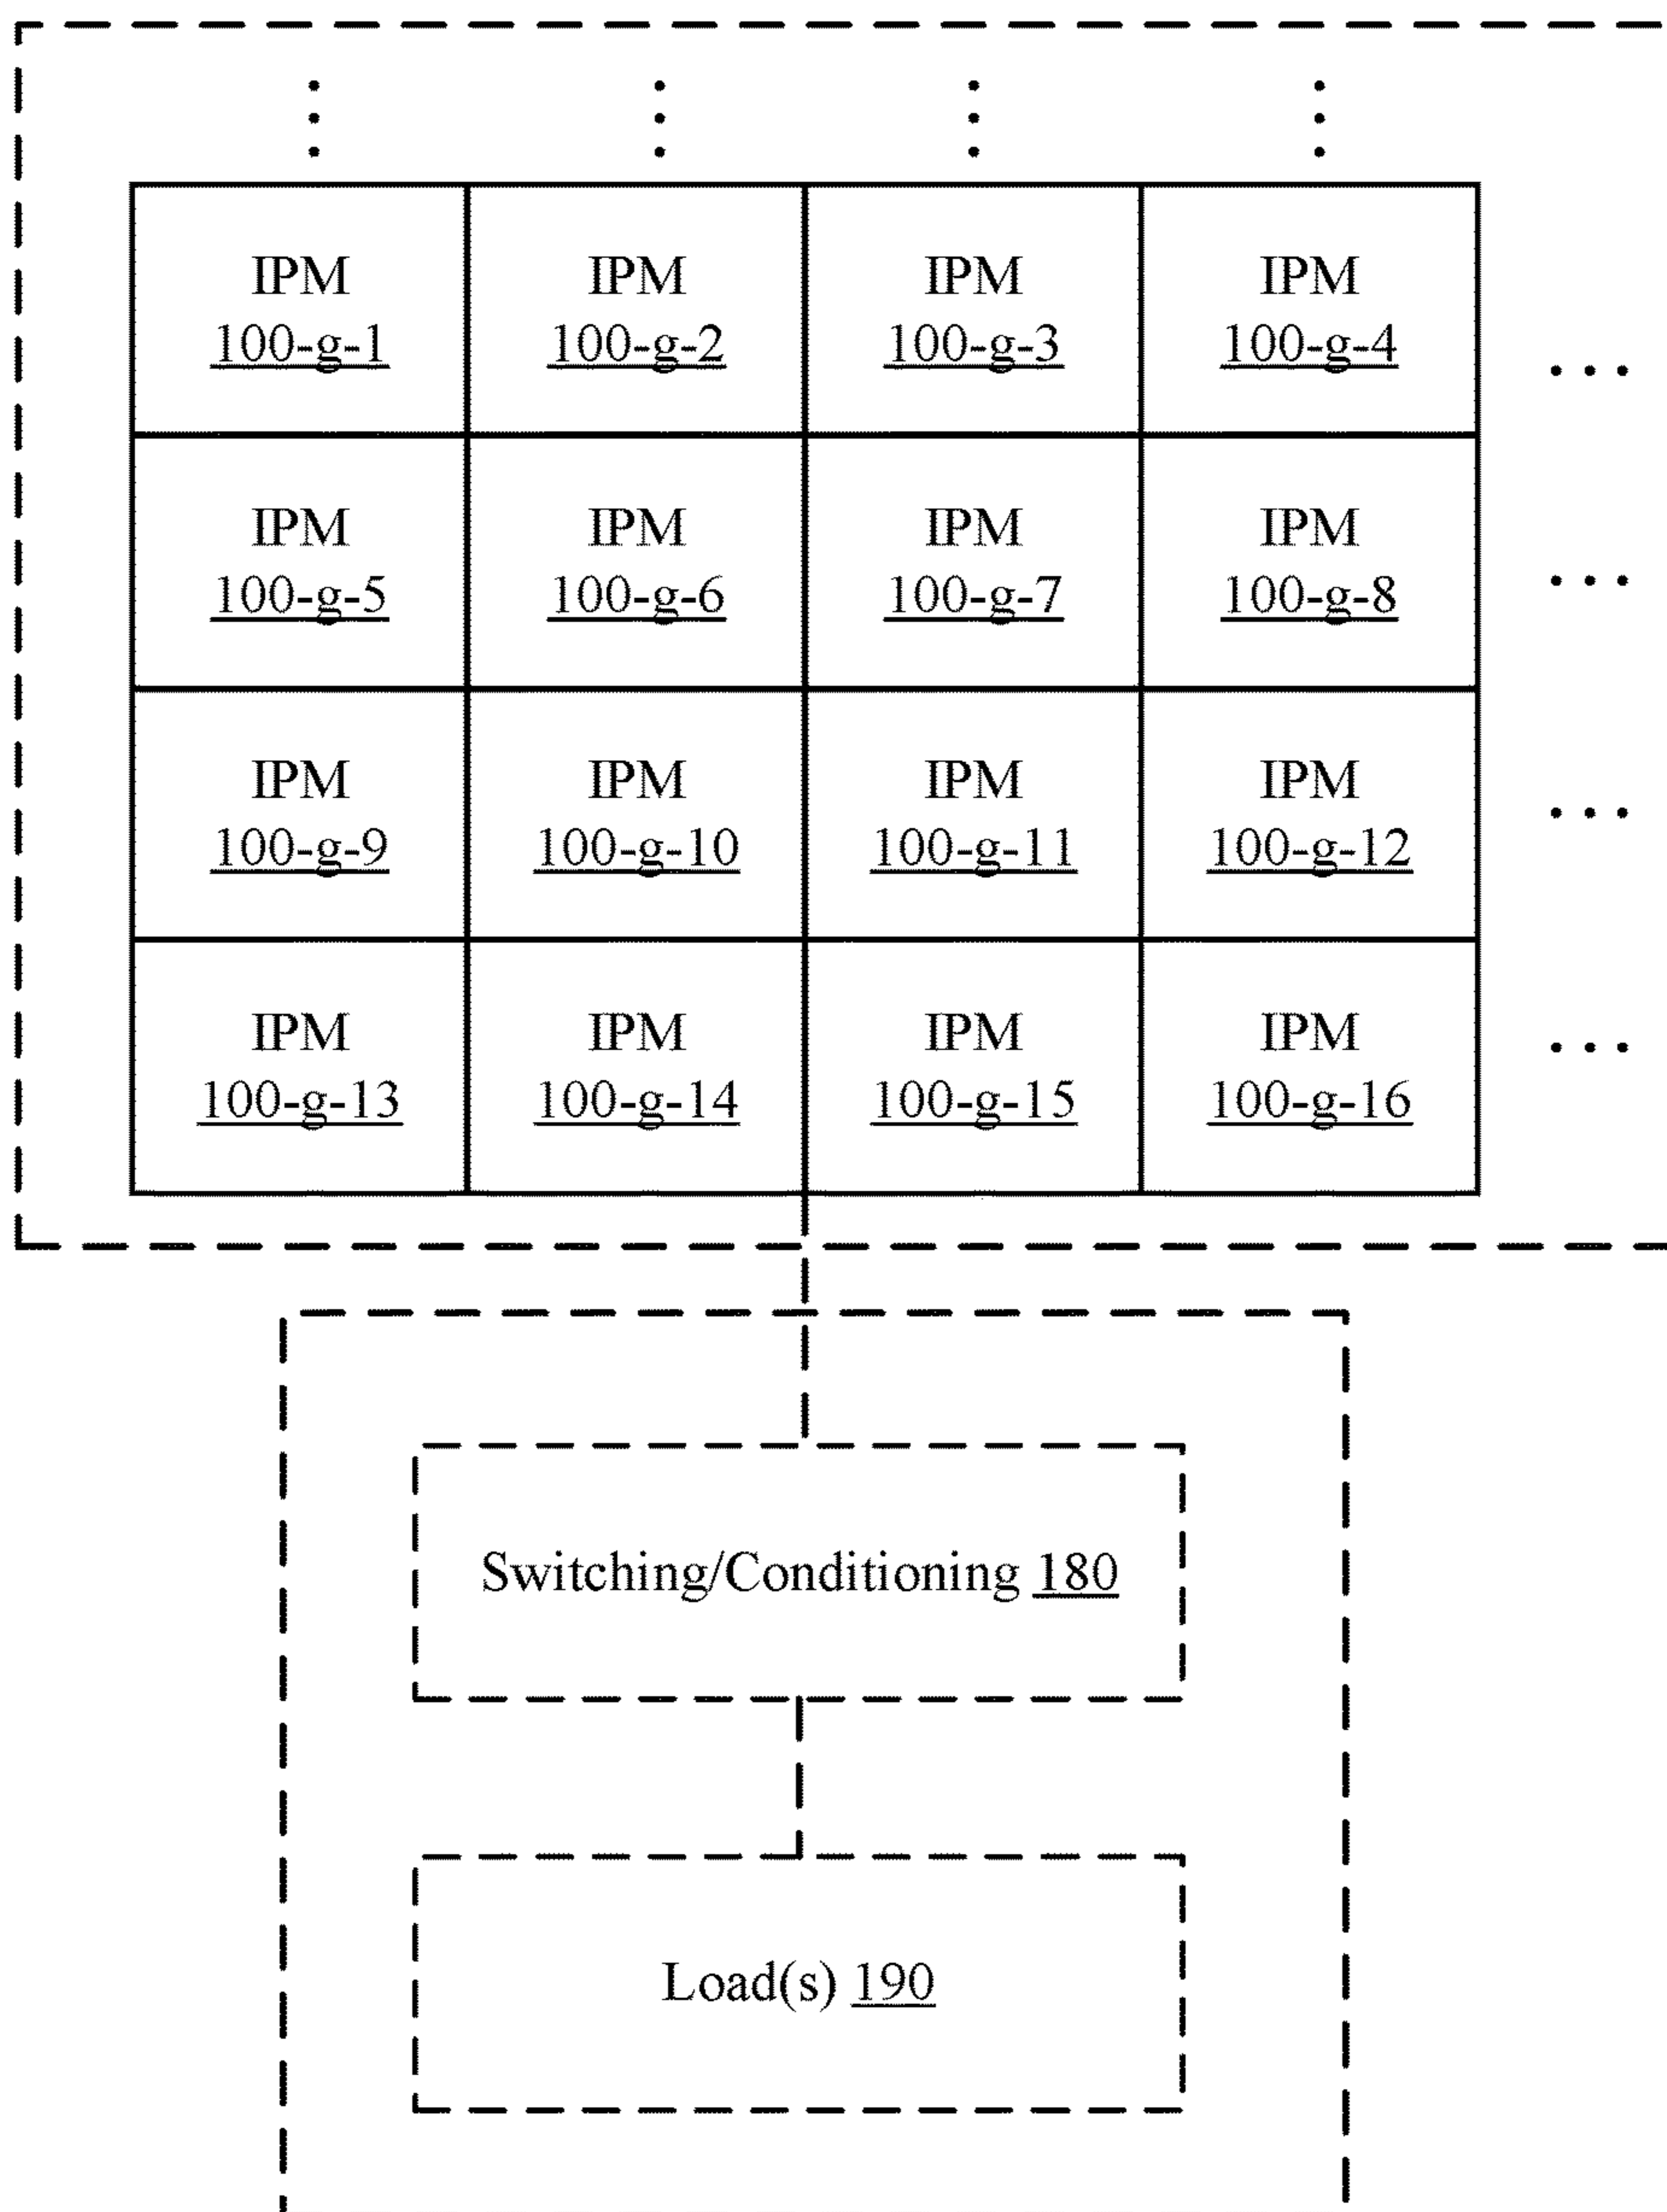 IPM IPM IPM IPM
100-g-1 100-g-2 100-g-3 100-g-4
IPM IPM IPM IPM
100-g-5 100-g-6 100-g-7 100-g-8
IPM IPM IPM IPM
100-g-9 100-g-10 100-g-11 100-g-12
IPM IPM IPM IPM
100-g-13 100-g-14 100-g-15 100-g-16
Switching/Conditioning 180
Load(s) 190